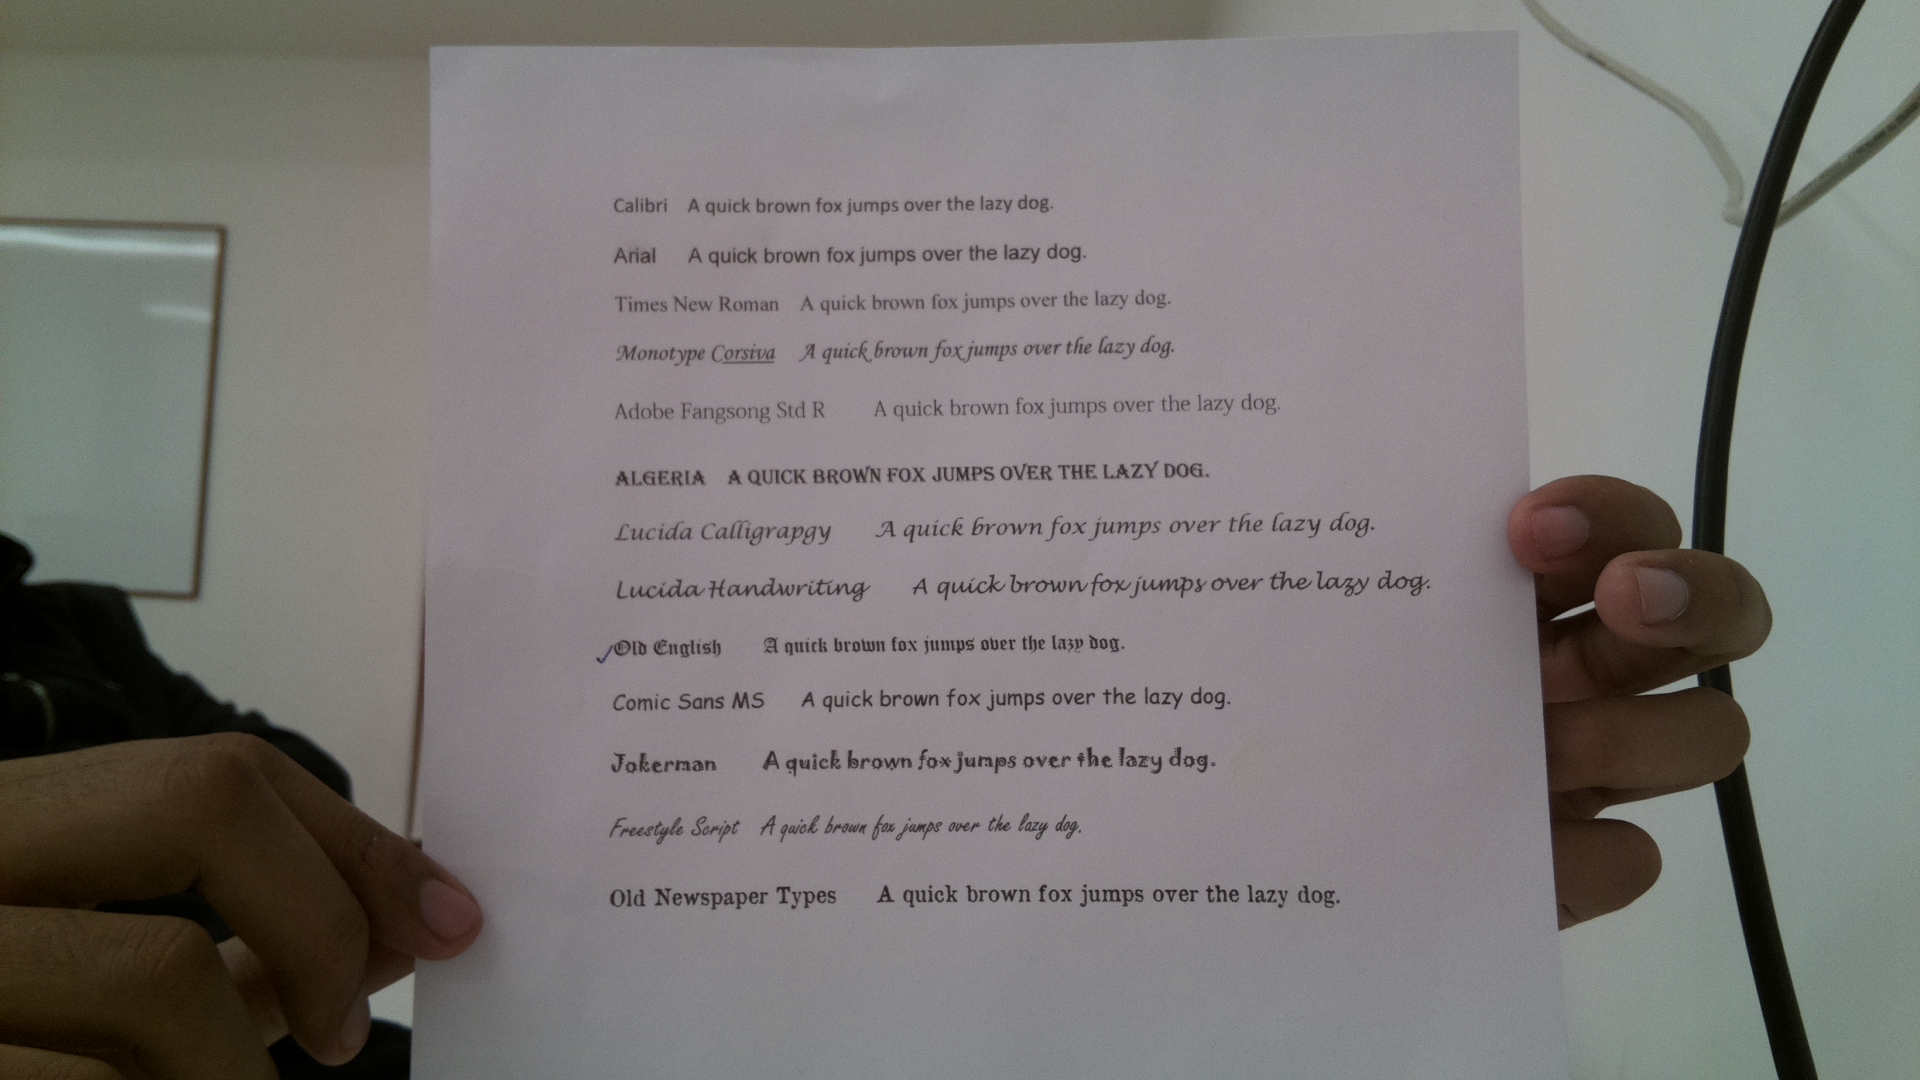 Calibri A quick brown fox jumps over the lazy dog.
Arial A quick brown fox jumps over the lazy dog.
Times New Roman A quick brown fox jumps over the lazy dog.
Monotype Corsiva A quick brown fox jumps over the lazy dog.
Adobe Fangsong Std R A quick brown fox jumps over the lazy dog.
ALGERIA A QUICK BROWN FOX JUMPS OVER THE LAZY DOG.
Lucida Calligrapgy A quick brown fox jumps over the lazy dog.
Lucida Handwriting A quick brown fox jumps over the lazy dog.
Old English A quick brown fox jumps over the lazy dog.
Comic Sans MS A quick brown fox jumps over the lazy dog.
Jokerman A quick brown fox jumps over the lazy dog.
Freestyle Script A quick brown fox jumps over the lazy dog.
Old Newspaper Types A quick brown fox jumps over the lazy dog.